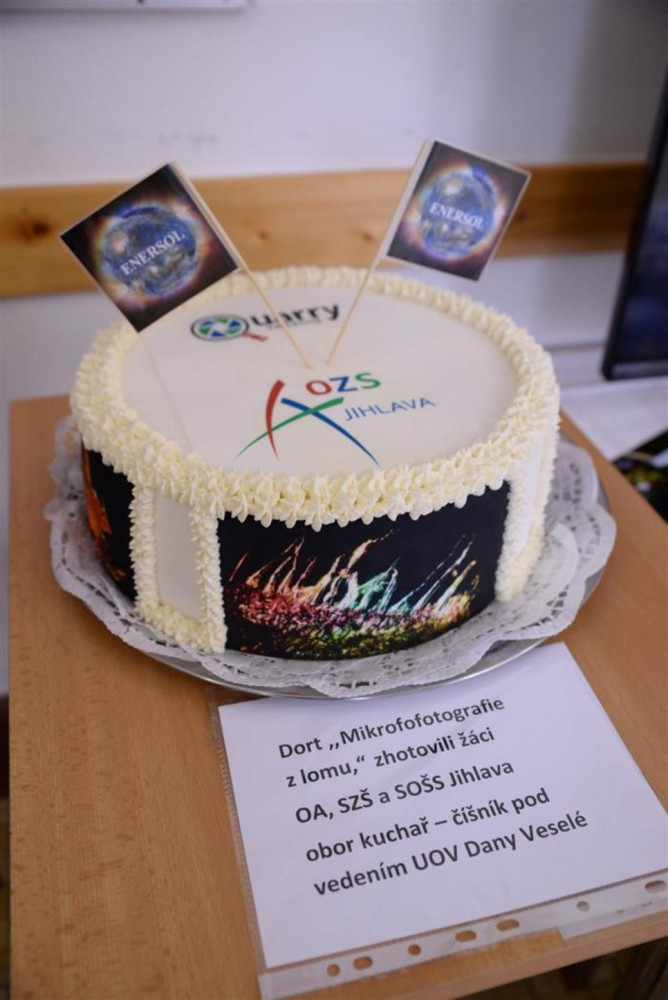 ENERSOL
ENERSOL
Quarry
OZS
JIHLAVA
Dort ,,Mikrofofotografie
z lomu,“ zhotovili žáci
OA, SZŠ a SOŠS Jihlava
obor kuchař – číšník pod
vedením UOV Dany Veselé